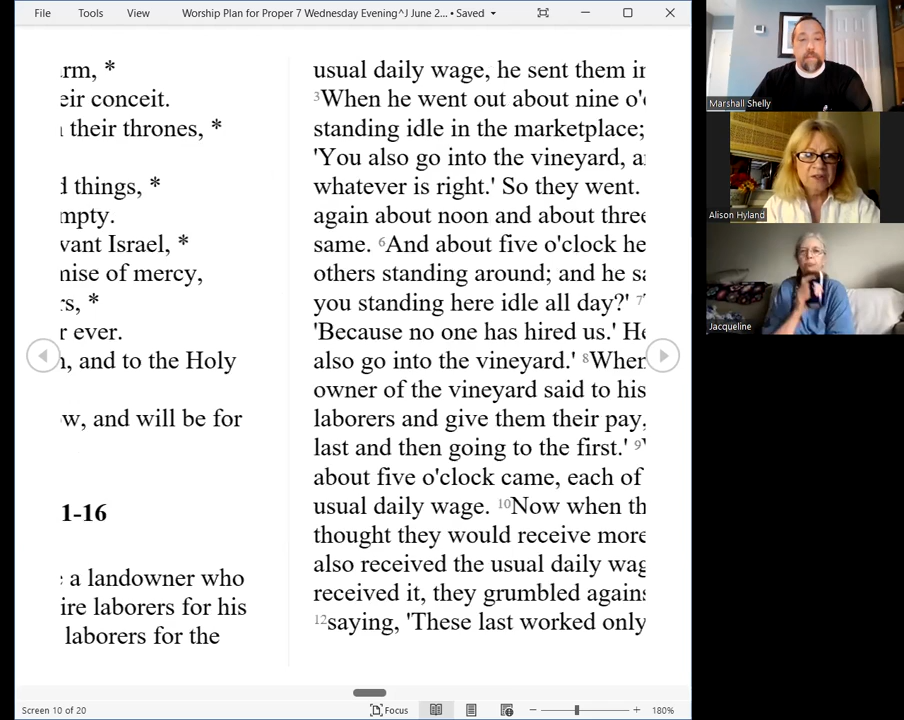 File Tools View Worship Plan for Proper 7 Wednesday Evening^J June 2... • Saved
rm, *
eir conceit.
their thrones, *
d things, *
mpty.
vant Israel, *
mise of mercy,
rs, *
r ever.
, and to the Holy
w, and will be for
1-16
a landowner who
ire laborers for his
laborers for the
usual daily wage, he sent them in
3When he went out about nine o'
standing idle in the marketplace;
'You also go into the vineyard, a
whatever is right.' So they went.
again about noon and about three
same. 6And about five o'clock he
others standing around; and he sa
you standing here idle all day?' 7
'Because no one has hired us.' He
also go into the vineyard.' 8When
owner of the vineyard said to his
laborers and give them their pay,
last and then going to the first.' 9
about five o'clock came, each of
usual daily wage. 10Now when th
thought they would receive more
also received the usual daily wag
received it, they grumbled agains
12saying, 'These last worked only
Screen 10 of 20 Focus 180%
Marshall Shelly
Alison Hyland
Jacqueline